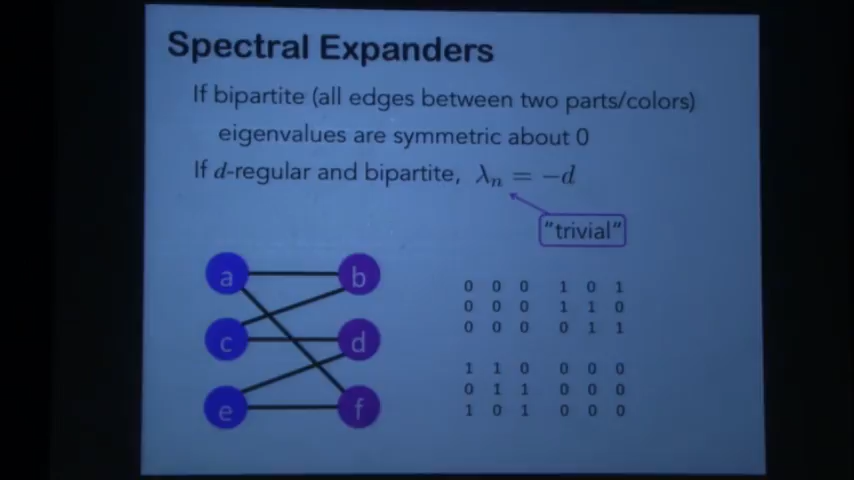 Spectral Expanders
If bipartite (all edges between two parts/colors)
eigenvalues are symmetric about 0
If d-regular and bipartite, λₙ = −d
"trivial"
a b
c d
e f
0 0 0 1 0 1
0 0 0 1 1 0
0 0 0 0 1 1
1 1 0 0 0 0
0 1 1 0 0 0
1 0 1 0 0 0